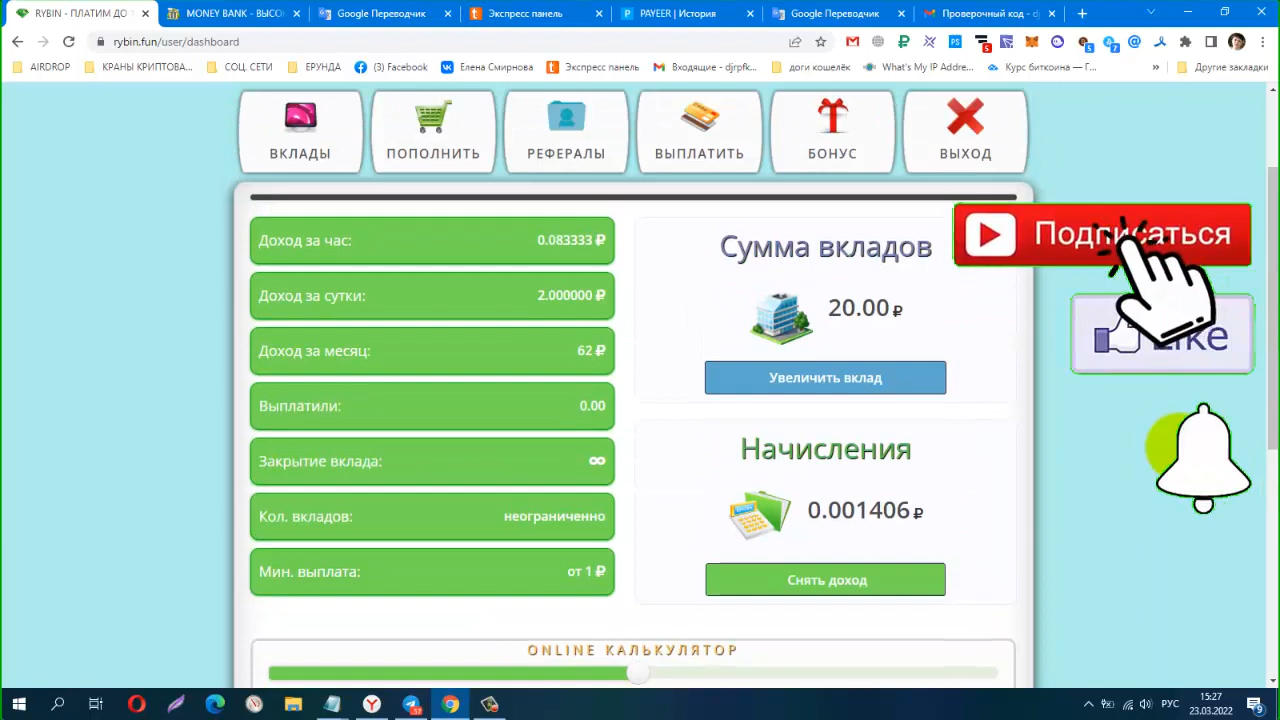 RYBIN - ПЛАТИМ ДО
MONEY BANK - ВЫСО
Google Переводчик
Экспресс панель
PAYEER | История
Google Переводчик
Проверочный код - dj
rybin.fun/user/dashboard
AIRDROP
КРАНЫ КРИПТОВА...
СОЦ. СЕТИ
ЕРУНДА
(3) Facebook
Елена Смирнова
Экспресс панель
Входящие - djrpfk...
доги кошелёк
What's My IP Addre...
Курс биткоина — Г...
»
Другие закладки
ВКЛАДЫ
ПОПОЛНИТЬ
РЕФЕРАЛЫ
ВЫПЛАТИТЬ
БОНУС
ВЫХОД
Доход за час: 0.083333 ₽
Доход за сутки: 2.000000 ₽
Доход за месяц: 62 ₽
Выплатили: 0.00
Закрытие вклада: ∞
Кол. вкладов: неограниченно
Мин. выплата: от 1 ₽
Сумма вкладов
20.00 ₽
Увеличить вклад
Начисления
0.001406 ₽
Снять доход
Подписаться
Like
ONLINE КАЛЬКУЛЯТОР
РУС
15:27
23.03.2022